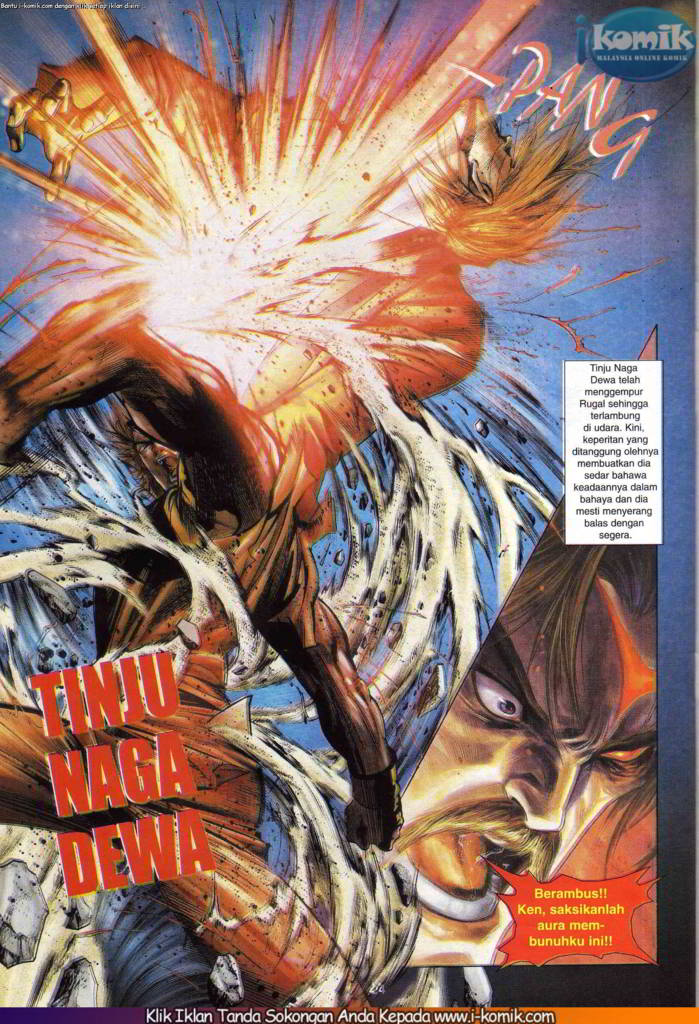 Bantu i-komik.com dengan klik setiap iklan disini
ikomik
MALAYSIA ONLINE KOMIK
PANG
Tinju Naga
Dewa telah
menggempur
Rugal sehingga
terlambung
di udara. Kini,
keperitan yang
ditanggung olehnya
membuatkan dia
sedar bahawa
keadaannya dalam
bahaya dan dia
mesti menyerang
balas dengan
segera.
TINJU
NAGA
DEWA
Berambus!!
Ken, saksikanlah
aura mem-
bunuhku ini!!
Klik Iklan Tanda Sokongan Anda Kepada www.i-komik.com